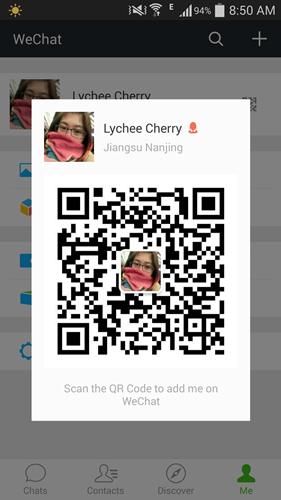 E 94% 8:50 AM
WeChat
Lychee Cherry
Lychee Cherry
Jiangsu Nanjing
Scan the QR Code to add me on
WeChat
Chats Contacts Discover Me